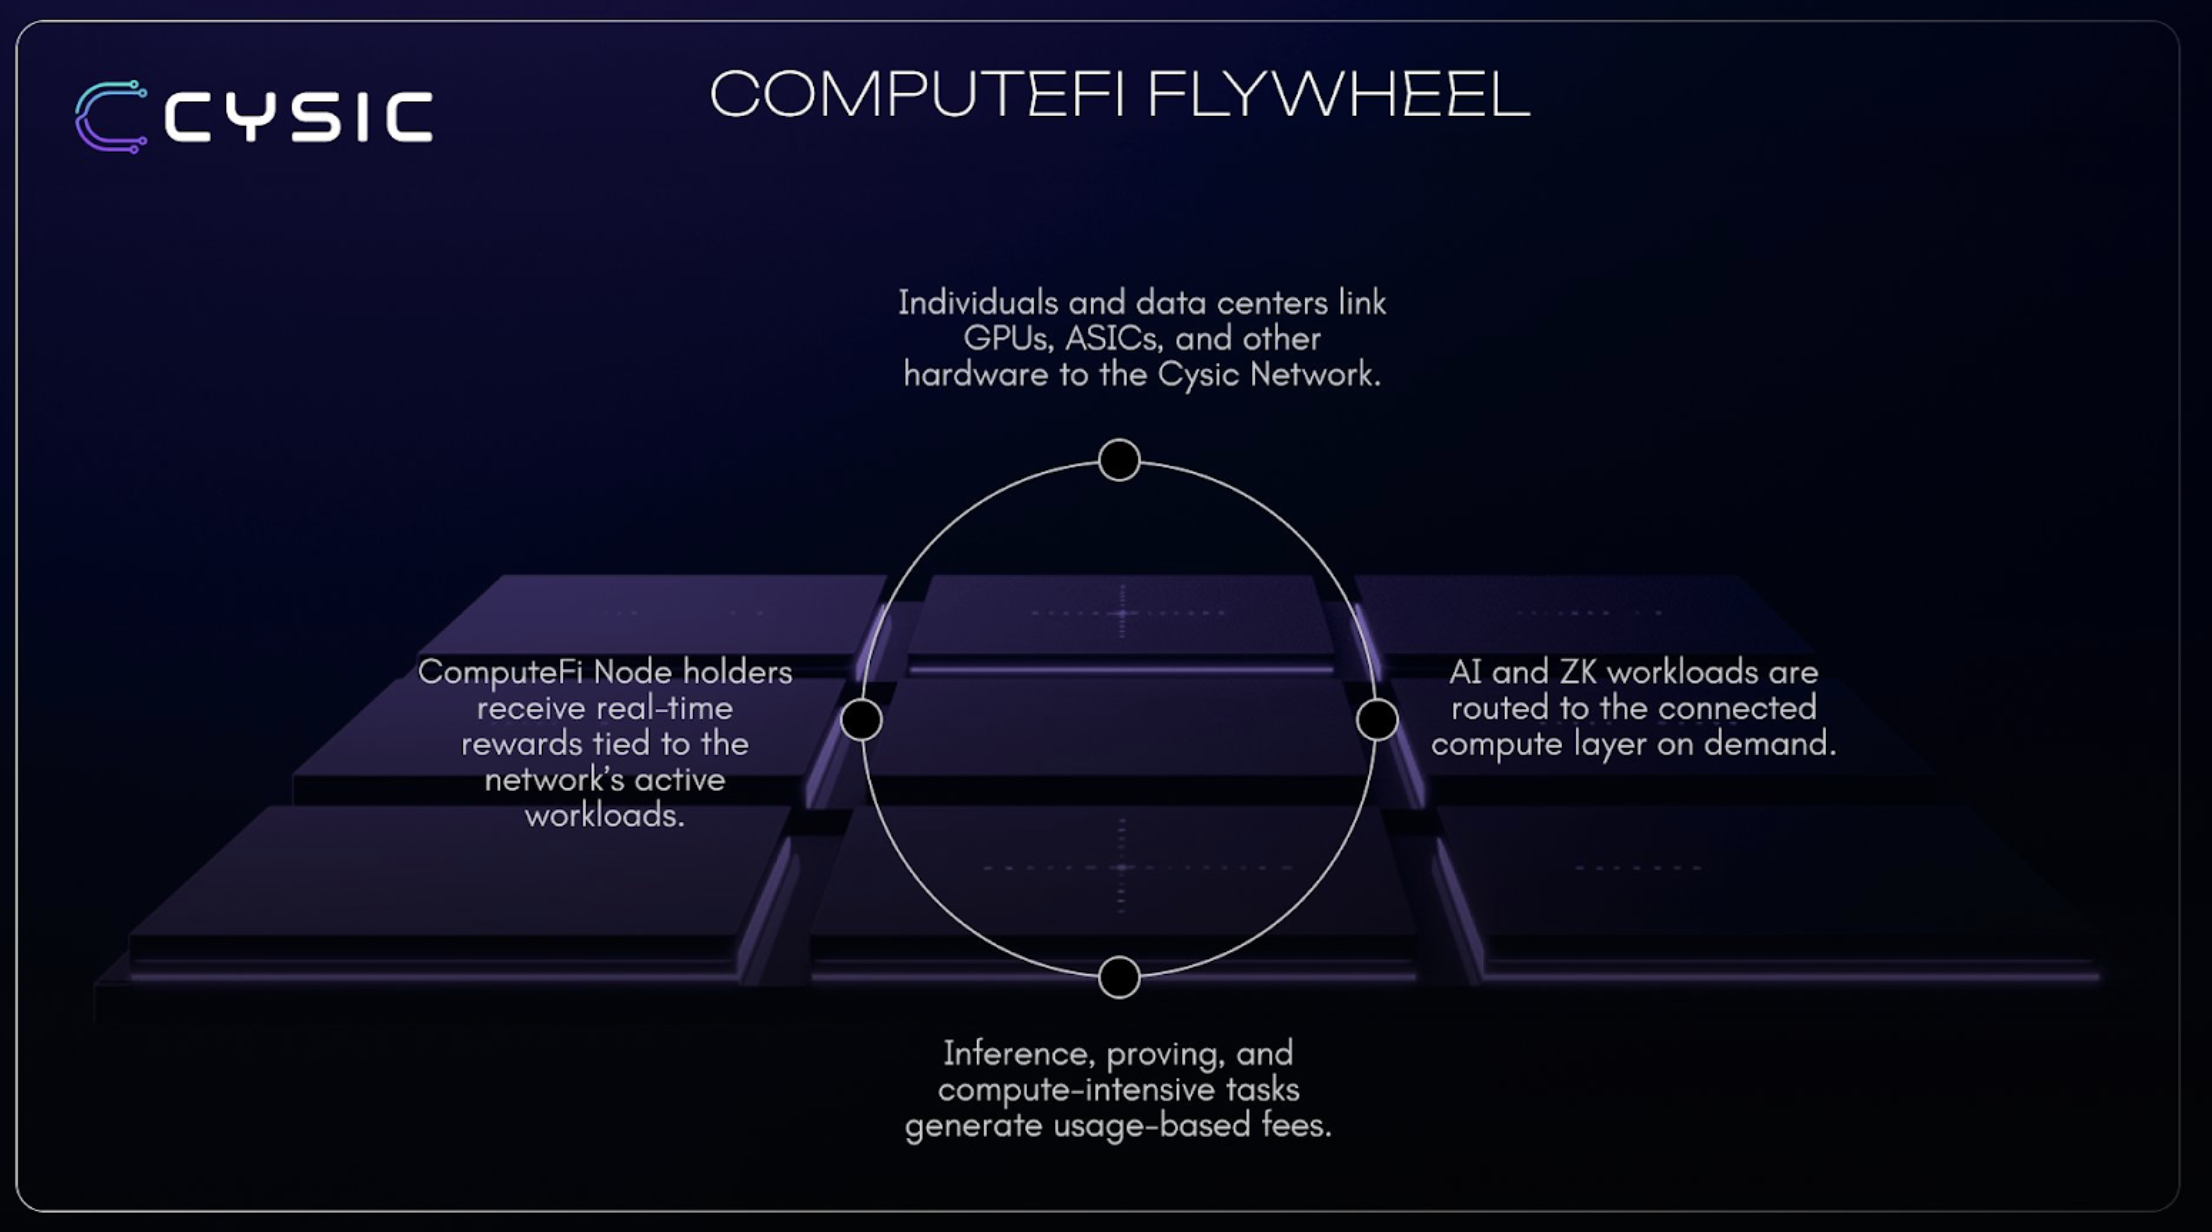 CYSIC
COMPUTEFI FLYWHEEL
Individuals and data centers link
GPUs, ASICs, and other
hardware to the Cysic Network.
ComputeFi Node holders
receive real-time
rewards tied to the
network's active
workloads.
AI and ZK workloads are
routed to the connected
compute layer on demand.
Inference, proving, and
compute-intensive tasks
generate usage-based fees.